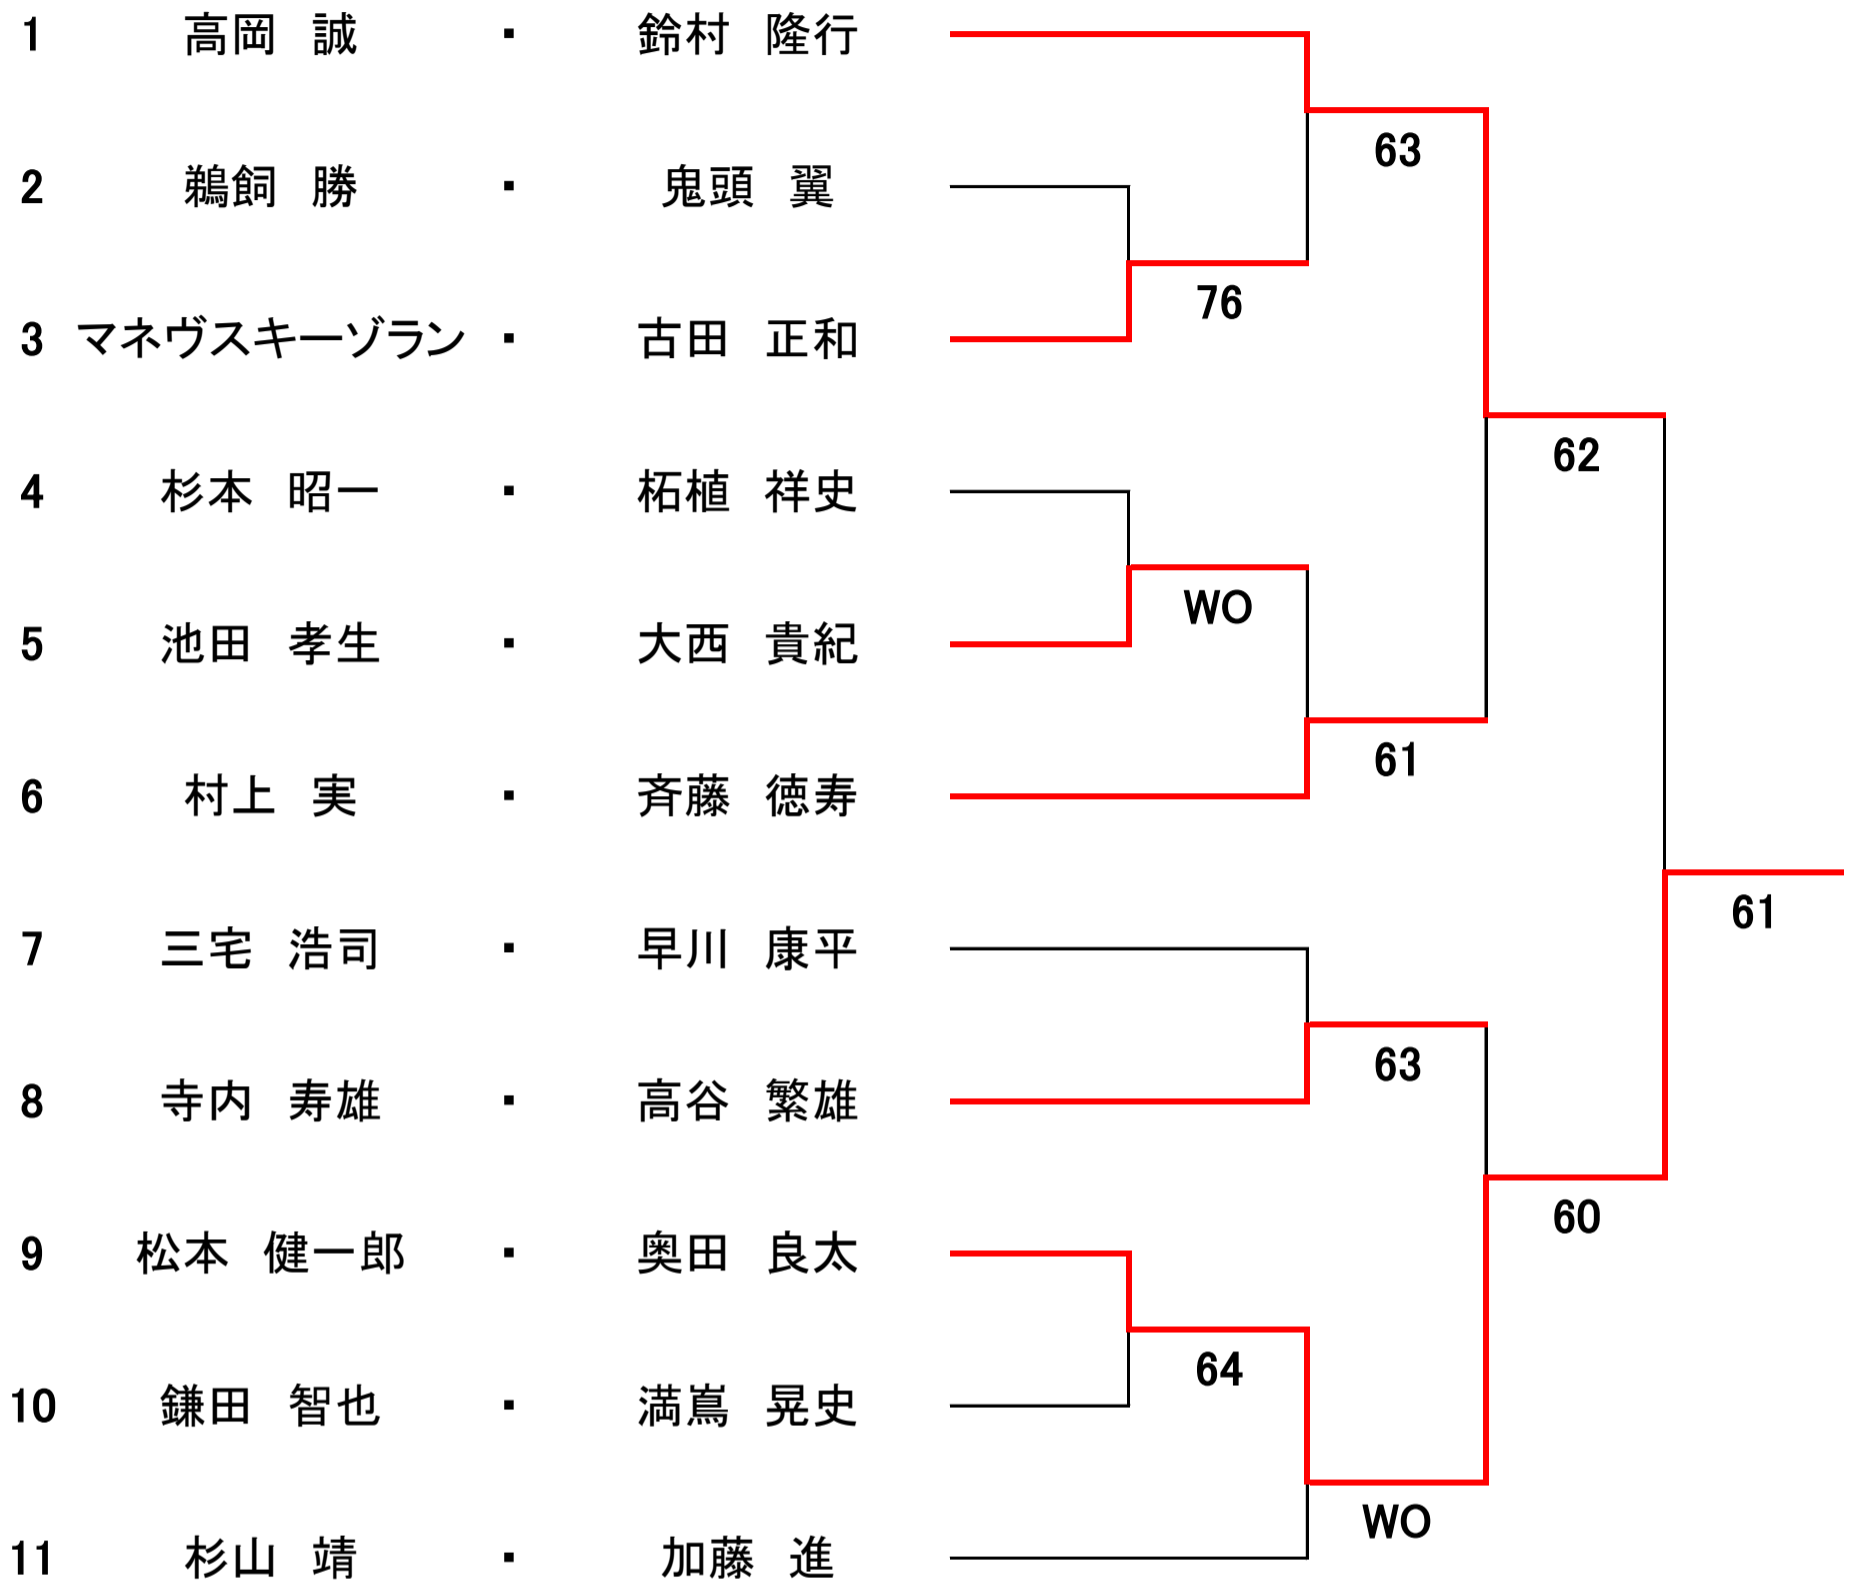 1 高岡 誠 ・ 鈴村 隆行
63
2 鵜飼 勝 ・ 鬼頭 翼
76
3 マネヴスキーゾラン ・ 古田 正和
62
4 杉本 昭一 ・ 柘植 祥史
WO
5 池田 孝生 ・ 大西 貴紀
61
6 村上 実 ・ 斉藤 徳寿
61
7 三宅 浩司 ・ 早川 康平
63
8 寺内 寿雄 ・ 高谷 繁雄
60
9 松本 健一郎 ・ 奥田 良太
64
10 鎌田 智也 ・ 満嶌 晃史
WO
11 杉山 靖 ・ 加藤 進